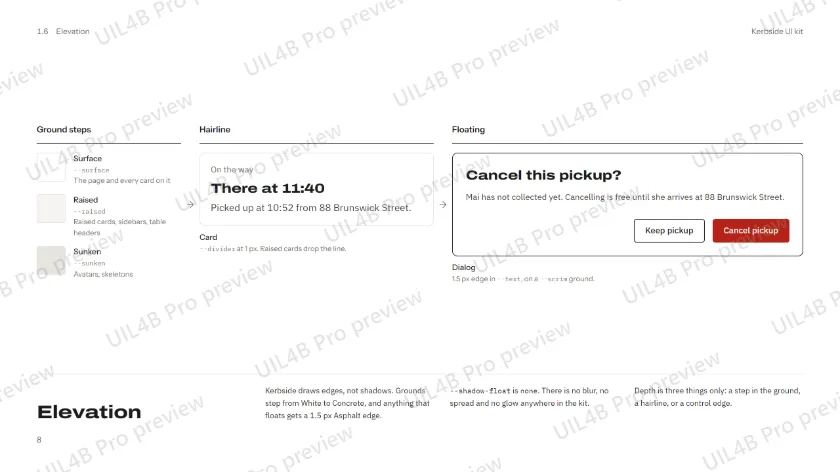 1.6 Elevation
Kerbside UI kit
Ground steps
Surface
--surface
The page and every card on it
Raised
--raised
Raised cards, sidebars, table
headers
Sunken
--sunken
Avatars, skeletons
→
Hairline
On the way
There at 11:40
Picked up at 10:52 from 88 Brunswick Street.
Card
--divider at 1 px. Raised cards drop the line.
→
Floating
Cancel this pickup?
Mai has not collected yet. Cancelling is free until she arrives at 88 Brunswick Street.
Keep pickup
Cancel pickup
Dialog
1.5 px edge in --text, on a --scrim ground.
Elevation
Kerbside draws edges, not shadows. Grounds
step from White to Concrete, and anything that
floats gets a 1.5 px Asphalt edge.
--shadow-float is none. There is no blur, no
spread and no glow anywhere in the kit.
Depth is three things only: a step in the ground,
a hairline, or a control edge.
8
UIL4B Pro preview